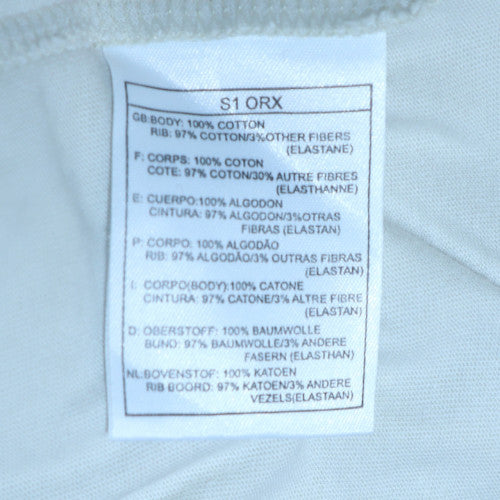 S1 ORX
GB:BODY: 100% COTTON
RIB: 97% COTTON/3%OTHER FIBERS
(ELASTANE)
F: CORPS: 100% COTON
COTE: 97% COTON/30% AUTRE FIBRES
(ELASTHANNE)
E: CUERPO:100% ALGODON
CINTURA: 97% ALGODON/3%OTRAS
FIBRAS (ELASTAN)
P: CORPO: 100% ALGODÃO
RIB: 97% ALGODÃO/3% OUTRAS FIBRAS
(ELASTAN)
I: CORPO(BODY):100% CATONE
CINTURA: 97% CATONE/3% ALTRE FIBRE
(ELASTAN)
D: OBERSTOFF: 100% BAUMWOLLE
BUND: 97% BAUMWOLLE/3% ANDERE
FASERN (ELASTHAN)
NL:BOVENSTOF: 100% KATOEN
RIB BOORD: 97% KATOEN/3% ANDERE
VEZELS(ELASTAAN)